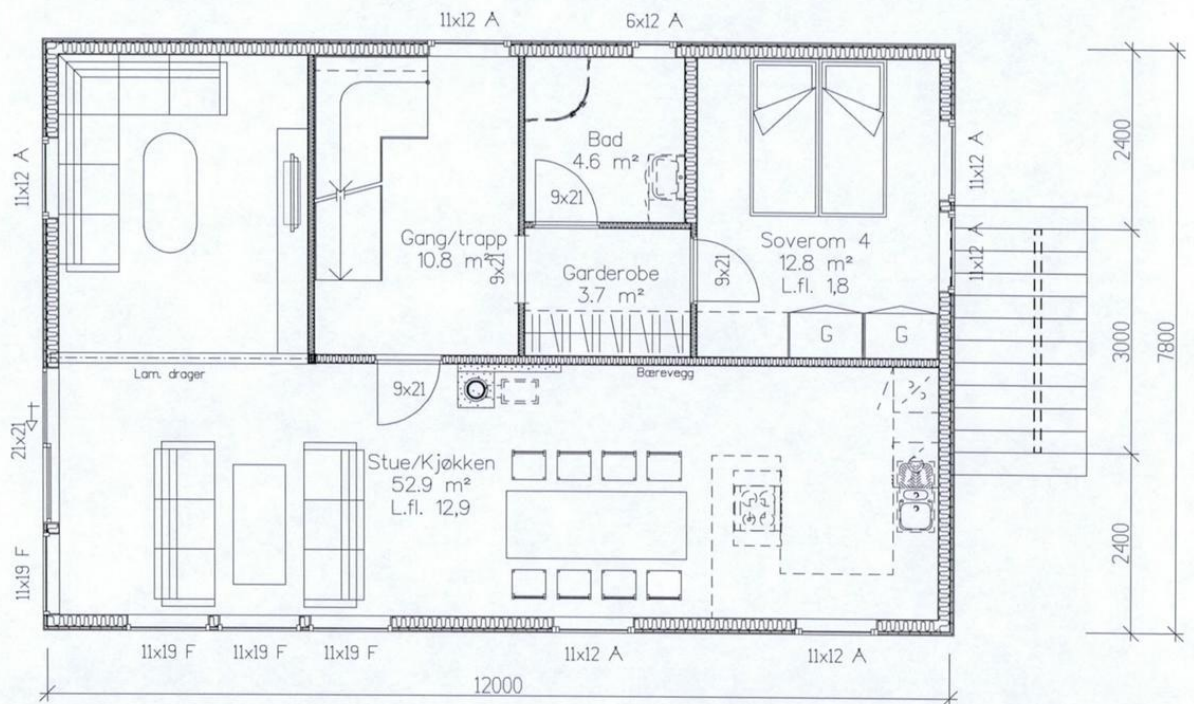 11x12 A
6x12 A
11x12 A
Bad
4.6 m²
9x21
11x12 A
2400
Gang/trapp
10.8 m²
9x21
Garderobe
3.7 m²
9x21
Soverom 4
12.8 m²
L.fl. 1,8
11x12 A
G
G
3000
7800
Lam. drager
9x21
Bærevegg
21x21
Stue/Kjøkken
52.9 m²
L.fl. 12,9
2400
11x19 F
11x19 F
11x19 F
11x19 F
11x12 A
11x12 A
12000